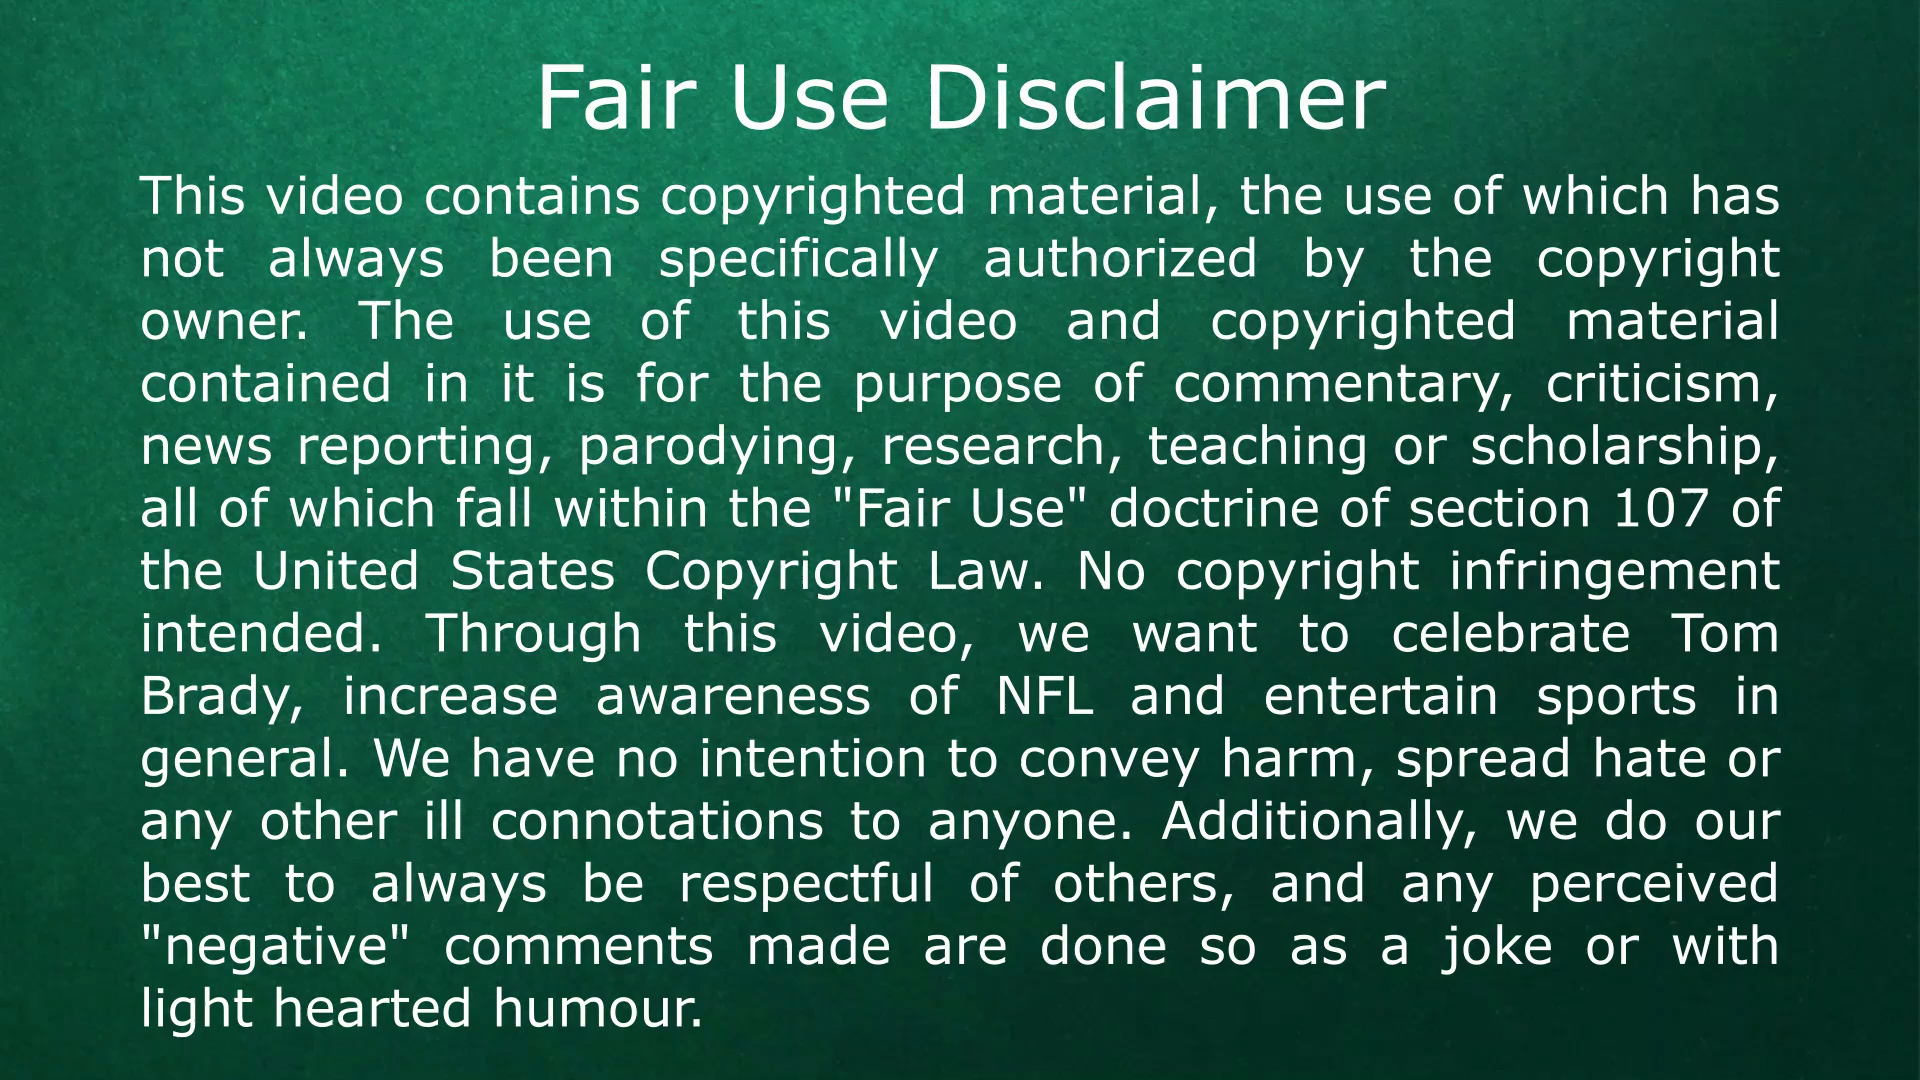 Fair Use Disclaimer
This video contains copyrighted material, the use of which has
not always been specifically authorized by the copyright
owner. The use of this video and copyrighted material
contained in it is for the purpose of commentary, criticism,
news reporting, parodying, research, teaching or scholarship,
all of which fall within the "Fair Use" doctrine of section 107 of
the United States Copyright Law. No copyright infringement
intended. Through this video, we want to celebrate Tom
Brady, increase awareness of NFL and entertain sports in
general. We have no intention to convey harm, spread hate or
any other ill connotations to anyone. Additionally, we do our
best to always be respectful of others, and any perceived
"negative" comments made are done so as a joke or with
light hearted humour.